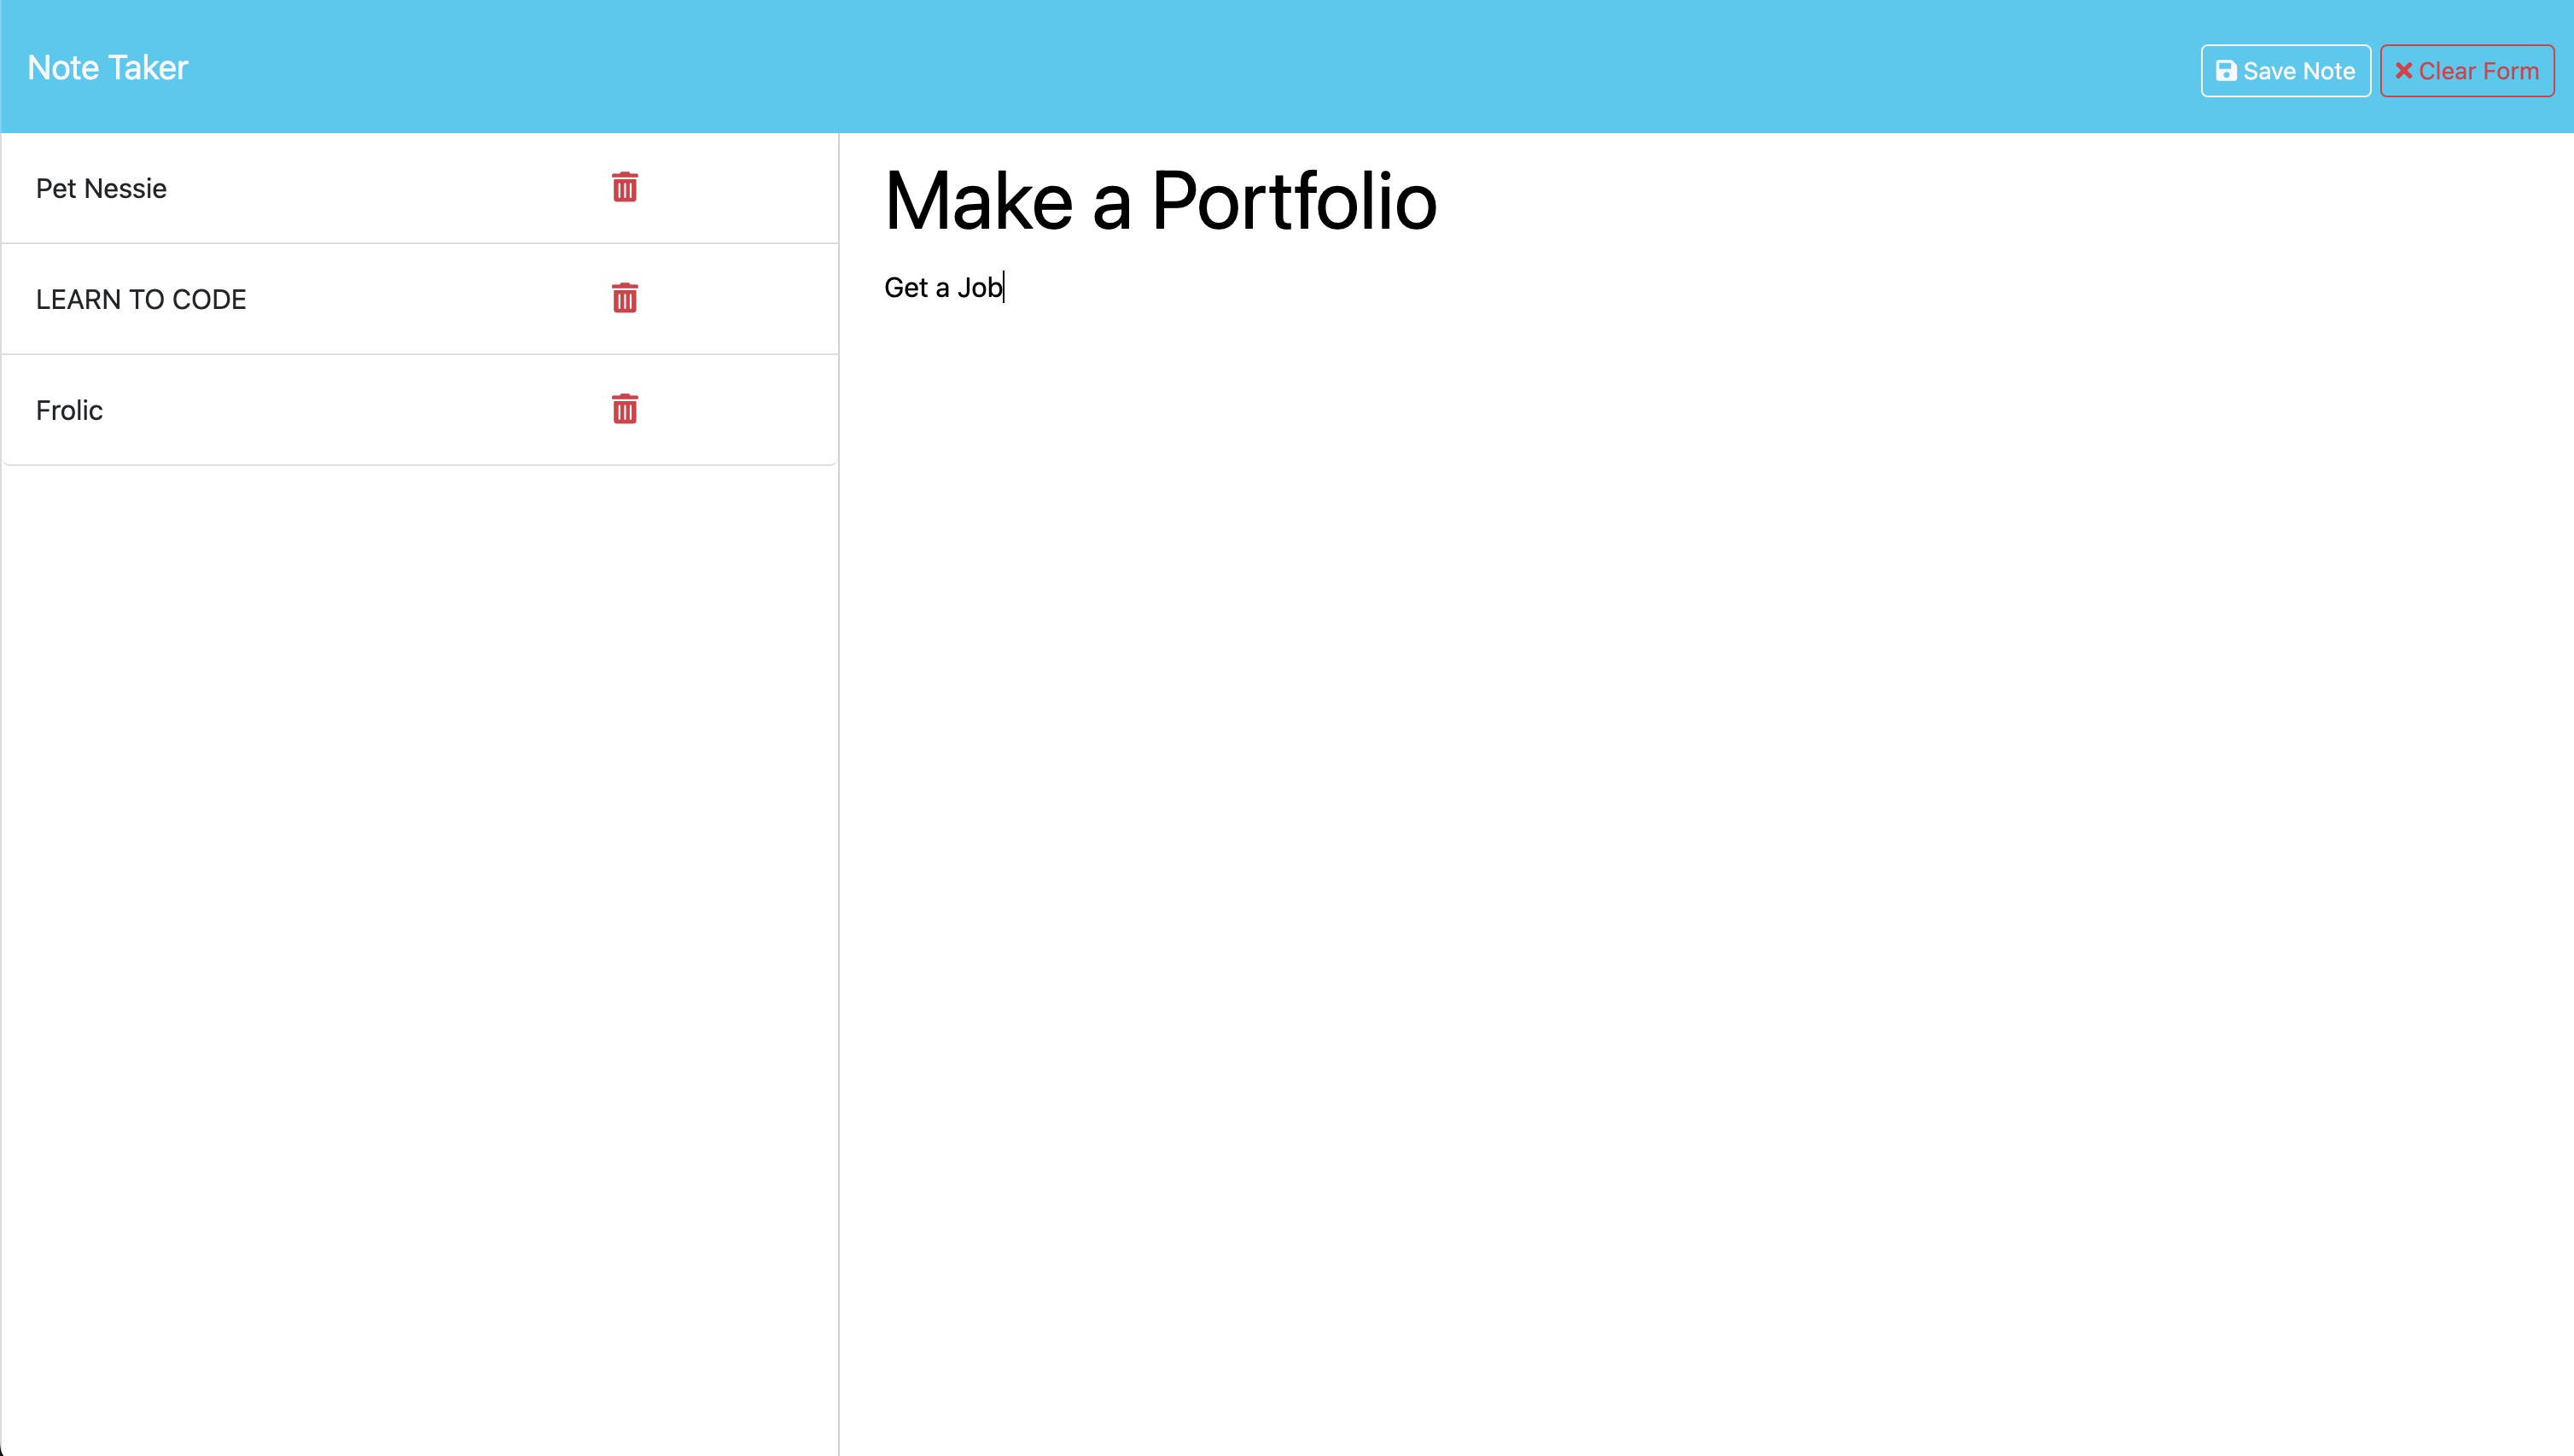 Note Taker
Save Note
Clear Form
Pet Nessie
LEARN TO CODE
Frolic
Make a Portfolio
Get a Job